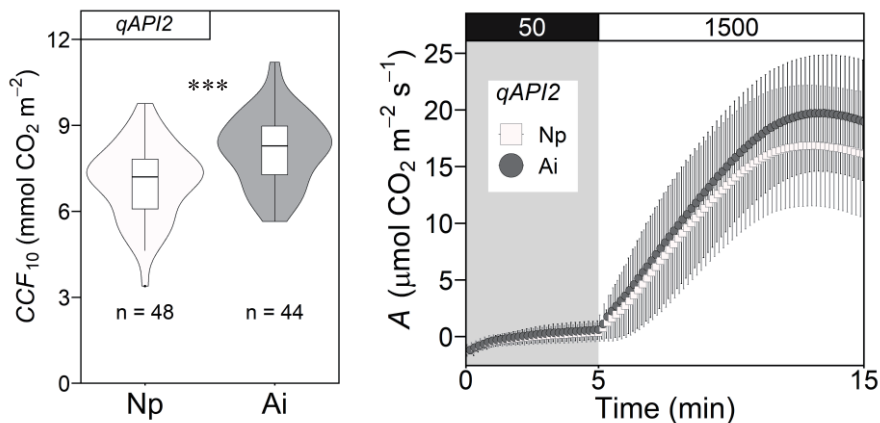 qAPI2
***
CCF10 (mmol CO2 m−2)
12
9
6
3
0
n = 48
n = 44
Np
Ai
50
1500
A (μmol CO2 m−2 s−1)
25
20
15
10
5
0
qAPI2
Np
Ai
0
5
15
Time (min)